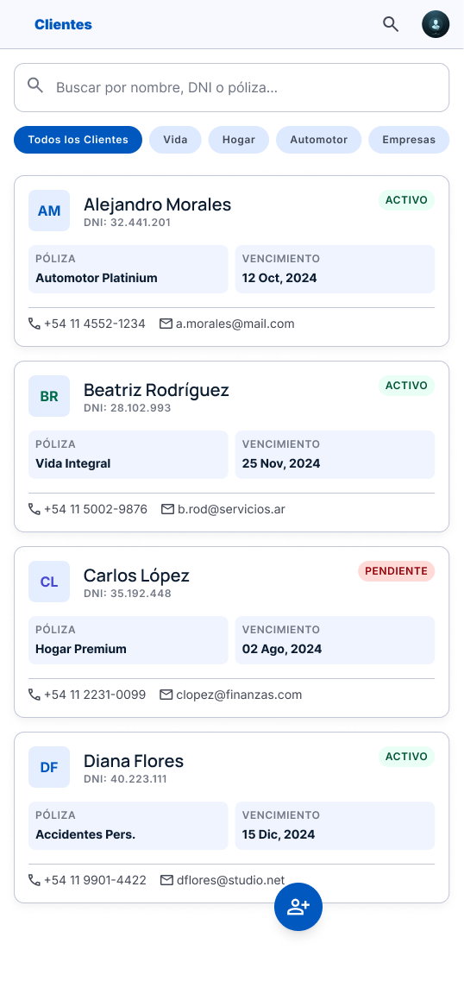 Clientes
Buscar por nombre, DNI o póliza...
Todos los Clientes Vida Hogar Automotor Empresas
AM Alejandro Morales ACTIVO
DNI: 32.441.201
PÓLIZA VENCIMIENTO
Automotor Platinium 12 Oct, 2024
+54 11 4552-1234 a.morales@mail.com
BR Beatriz Rodríguez ACTIVO
DNI: 28.102.993
PÓLIZA VENCIMIENTO
Vida Integral 25 Nov, 2024
+54 11 5002-9876 b.rod@servicios.ar
CL Carlos López PENDIENTE
DNI: 35.192.448
PÓLIZA VENCIMIENTO
Hogar Premium 02 Ago, 2024
+54 11 2231-0099 clopez@finanzas.com
DF Diana Flores ACTIVO
DNI: 40.223.111
PÓLIZA VENCIMIENTO
Accidentes Pers. 15 Dic, 2024
+54 11 9901-4422 dflores@studio.net